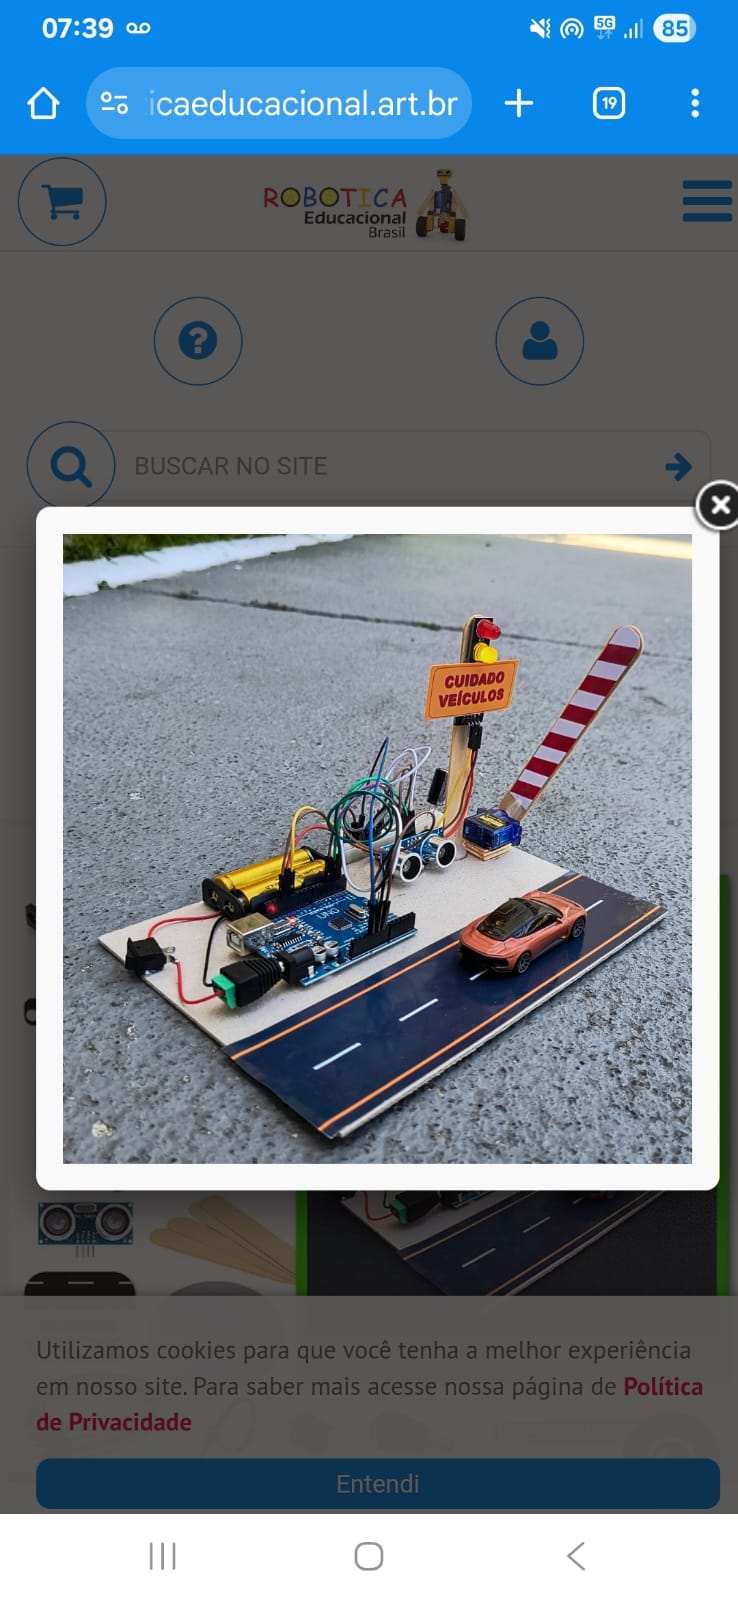 07:39
5G
85
icaeducacional.art.br
19
ROBOTICA
Educacional
Brasil
BUSCAR NO SITE
CUIDADO
VEÍCULOS
UNO
Utilizamos cookies para que você tenha a melhor experiência
em nosso site. Para saber mais acesse nossa página de Política
de Privacidade
Entendi